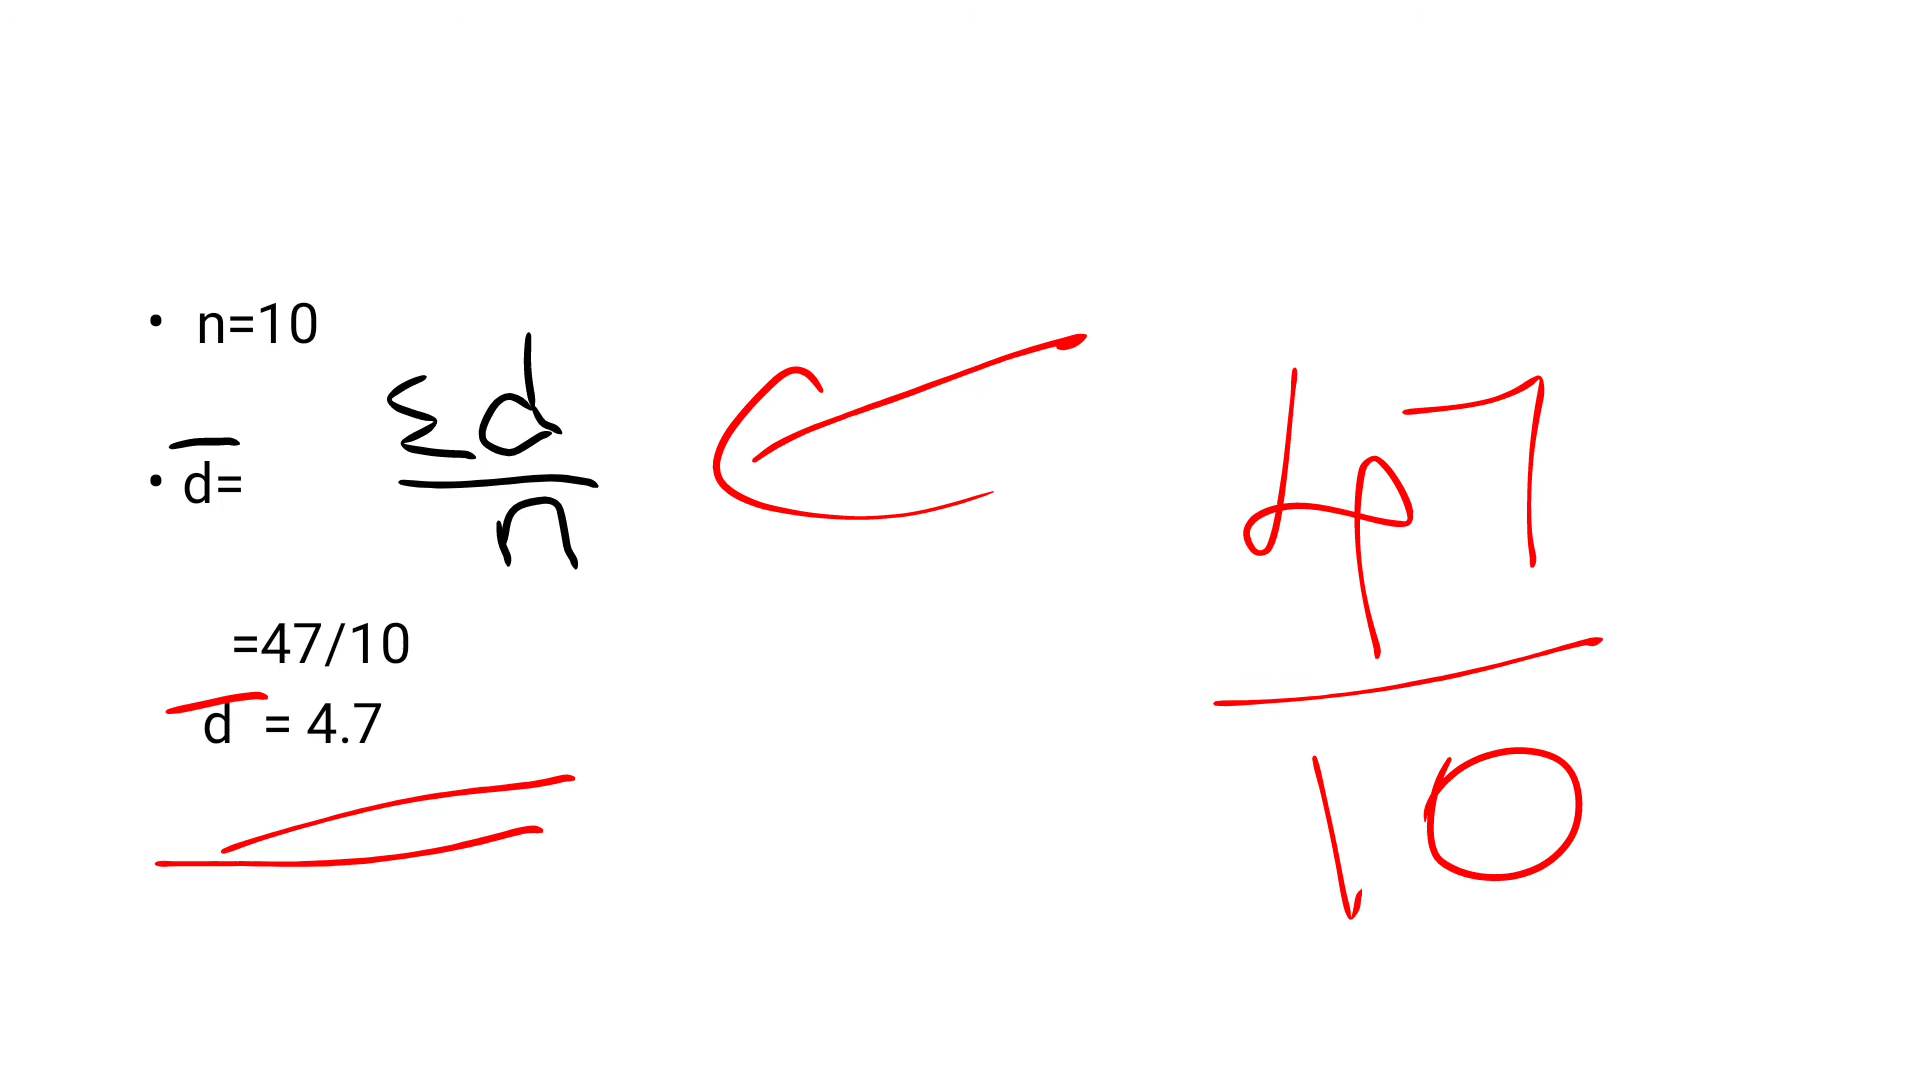 • n=10
• d̅= Σd
n
=47/10
d̅ = 4.7
47
10